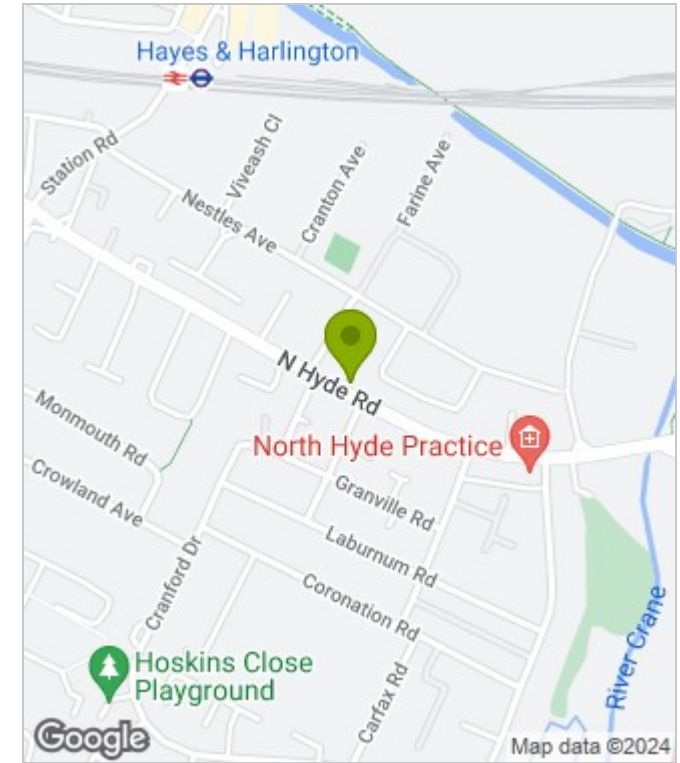 Hayes & Harlington
Station Rd
Viveash Cl
Cranton Ave
Farine Ave
Nestles Ave
N Hyde Rd
Monmouth Rd
North Hyde Practice
Crowland Ave
Granville Rd
Laburnum Rd
Cranford Dr
Coronation Rd
Hoskins Close
Playground
Carfax Rd
River Crane
Google
Map data ©2024